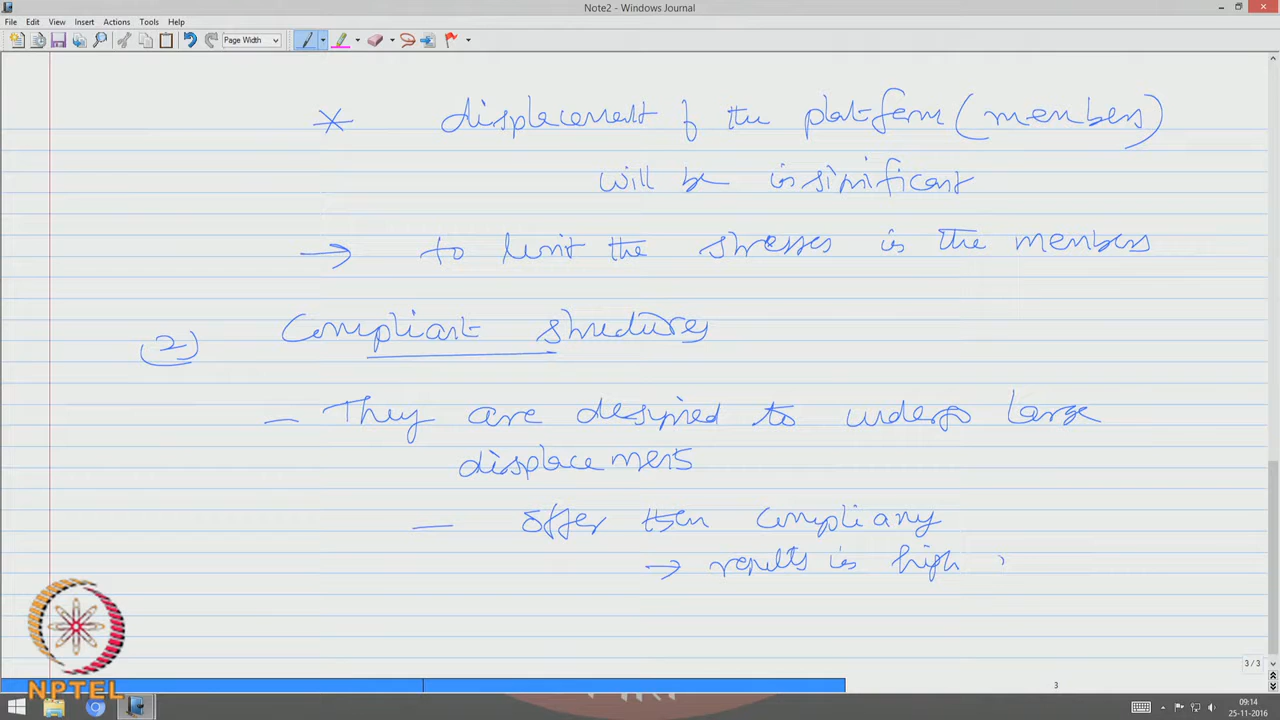 Note2 - Windows Journal
File Edit View Insert Actions Tools Help
Page Width
* displacement of the platform (members)
will be insignificant
→ to limit the stresses in the members
(2) Compliant structures
- They are designed to undergo large
displacements
- offer them compliancy
→ results in high
3/3
3
NPTEL
09:14
25-11-2016